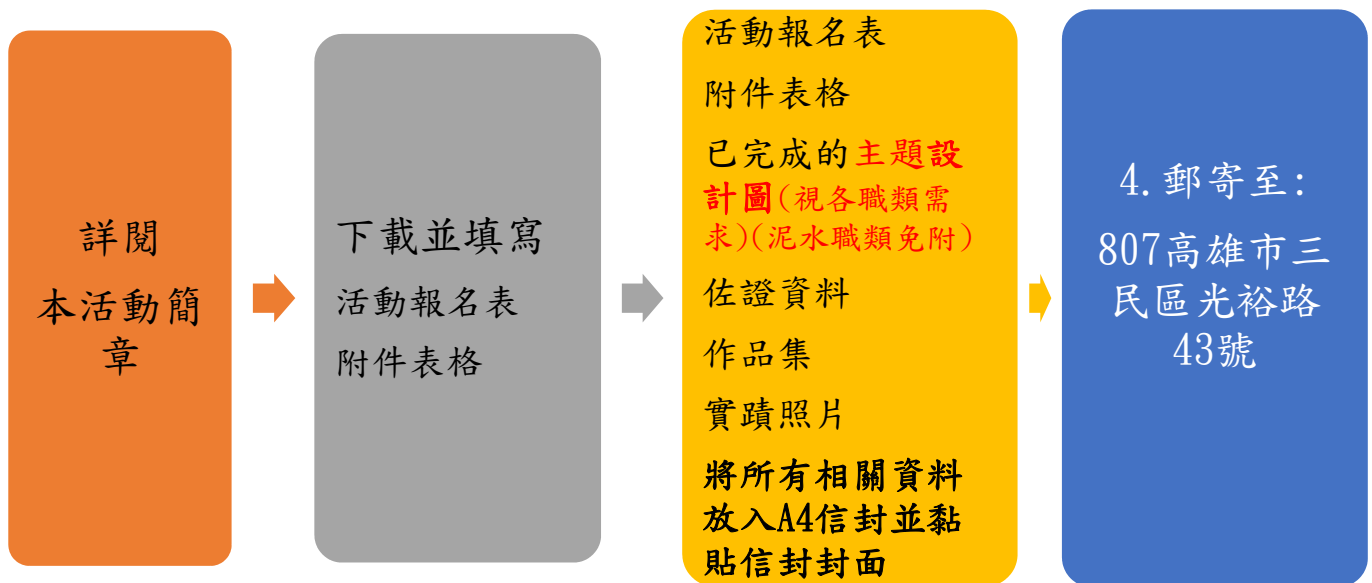 詳閱
本活動簡
章
下載並填寫
活動報名表
附件表格
活動報名表
附件表格
已完成的主題設
計圖(視各職類需
求)(泥水職類免附)
佐證資料
作品集
實蹟照片
將所有相關資料
放入A4信封並黏
貼信封封面
4.郵寄至:
807高雄市三
民區光裕路
43號